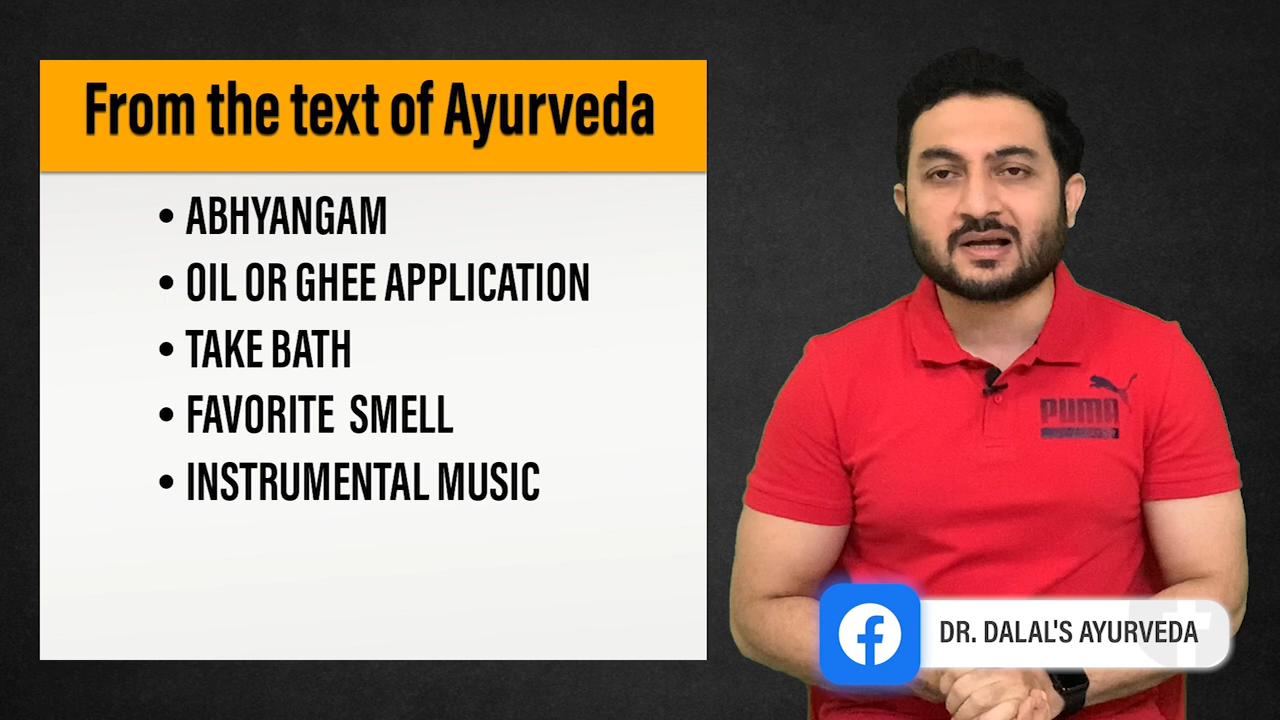 From the text of Ayurveda
• ABHYANGAM
• OIL OR GHEE APPLICATION
• TAKE BATH
• FAVORITE SMELL
• INSTRUMENTAL MUSIC
PUMA
DR. DALAL'S AYURVEDA